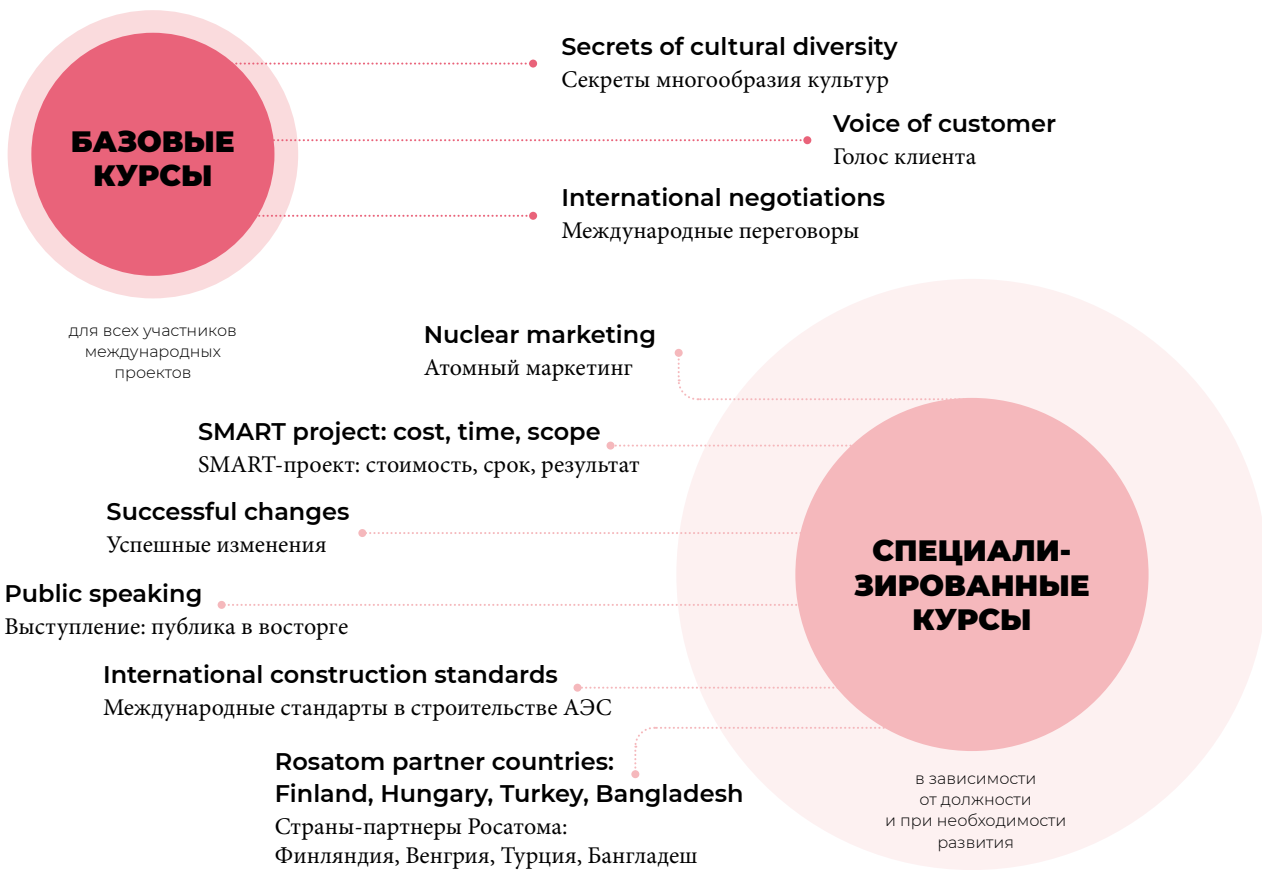 БАЗОВЫЕ
КУРСЫ
для всех участников
международных
проектов
Secrets of cultural diversity
Секреты многообразия культур
Voice of customer
Голос клиента
International negotiations
Международные переговоры
Nuclear marketing
Атомный маркетинг
SMART project: cost, time, scope
SMART-проект: стоимость, срок, результат
Successful changes
Успешные изменения
Public speaking
Выступление: публика в восторге
International construction standards
Международные стандарты в строительстве АЭС
Rosatom partner countries:
Finland, Hungary, Turkey, Bangladesh
Страны-партнеры Росатома:
Финляндия, Венгрия, Турция, Бангладеш
СПЕЦИАЛИ-
ЗИРОВАННЫЕ
КУРСЫ
в зависимости
от должности
и при необходимости
развития